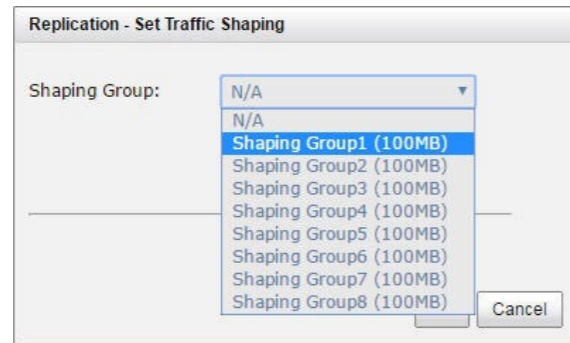 Replication - Set Traffic Shaping
Shaping Group: N/A
N/A
Shaping Group1 (100MB)
Shaping Group2 (100MB)
Shaping Group3 (100MB)
Shaping Group4 (100MB)
Shaping Group5 (100MB)
Shaping Group6 (100MB)
Shaping Group7 (100MB)
Shaping Group8 (100MB)
Cancel